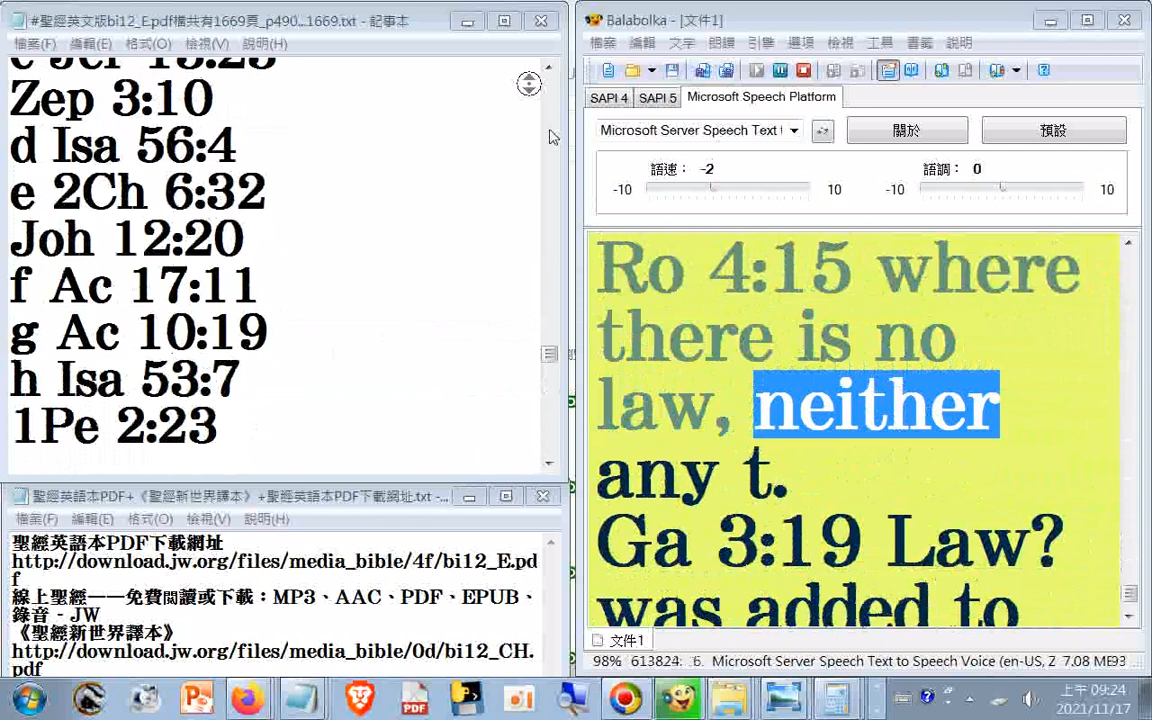 #聖經英文版bi12_E.pdf檔共有1669頁_p490...1669.txt - 記事本
檔案(F) 編輯(E) 格式(O) 檢視(V) 說明(H)
c Jer 13:23
Zep 3:10
d Isa 56:4
e 2Ch 6:32
Joh 12:20
f Ac 17:11
g Ac 10:19
h Isa 53:7
1Pe 2:23
聖經英語本PDF+《聖經新世界譯本》+聖經英語本PDF下載網址.txt -...
檔案(F) 編輯(E) 格式(O) 檢視(V) 說明(H)
聖經英語本PDF下載網址
http://download.jw.org/files/media_bible/4f/bi12_E.pd
f
線上聖經——免費閱讀或下載：MP3、AAC、PDF、EPUB、
錄音 - JW
《聖經新世界譯本》
http://download.jw.org/files/media_bible/0d/bi12_CH.
pdf
Balabolka - [文件1]
檔案 編輯 文字 朗讀 引擎 選項 檢視 工具 書籤 說明
SAPI 4 SAPI 5 Microsoft Speech Platform
Microsoft Server Speech Text 關於 預設
語速： -2 語調： 0
-10 10 -10 10
Ro 4:15 where
there is no
law, neither
any t.
Ga 3:19 Law?
was added to
文件1
98% 613824: .6. Microsoft Server Speech Text to Speech Voice (en-US, Z 7.08 ME93
PDF
上午 09:24
2021/11/17